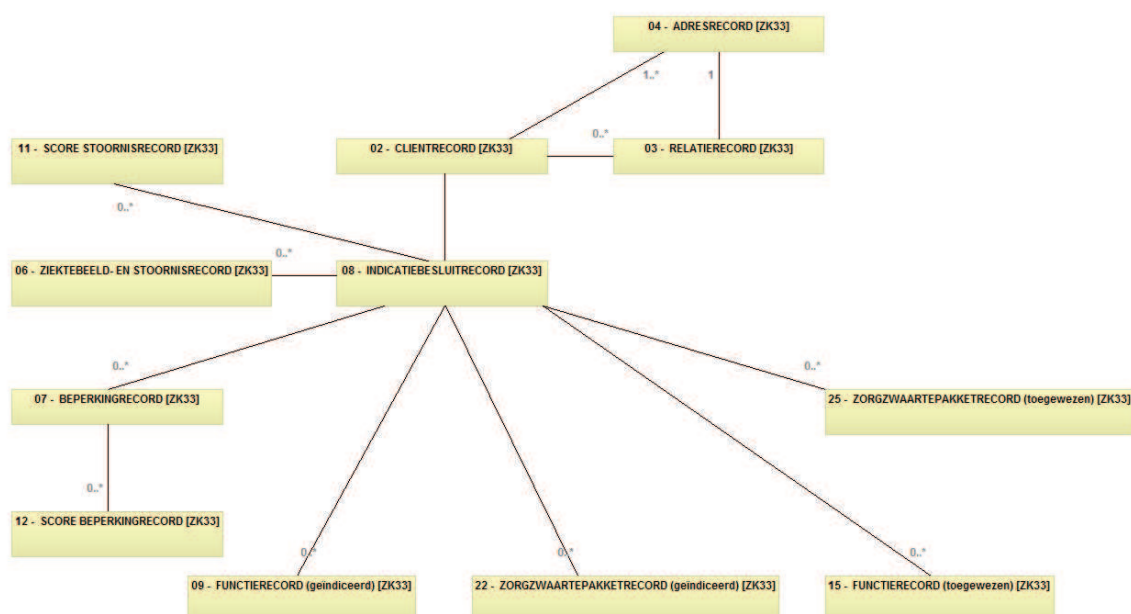 04 - ADRESRECORD [ZK33]
1..*
1
0..*
11 - SCORE STOORNISRECORD [ZK33]
02 - CLIENTRECORD [ZK33]
03 - RELATIERECORD [ZK33]
0..*
0..*
06 - ZIEKTEBEELD- EN STOORNISRECORD [ZK33]
08 - INDICATIEBESLUITRECORD [ZK33]
0..*
0..*
07 - BEPERKINGRECORD [ZK33]
25 - ZORGZWAARTEPAKKETRECORD (toegewezen) [ZK33]
0..*
12 - SCORE BEPERKINGRECORD [ZK33]
0..*
0..*
0..*
09 - FUNCTIERECORD (geïndiceerd) [ZK33]
22 - ZORGZWAARTEPAKKETRECORD (geïndiceerd) [ZK33]
15 - FUNCTIERECORD (toegewezen) [ZK33]